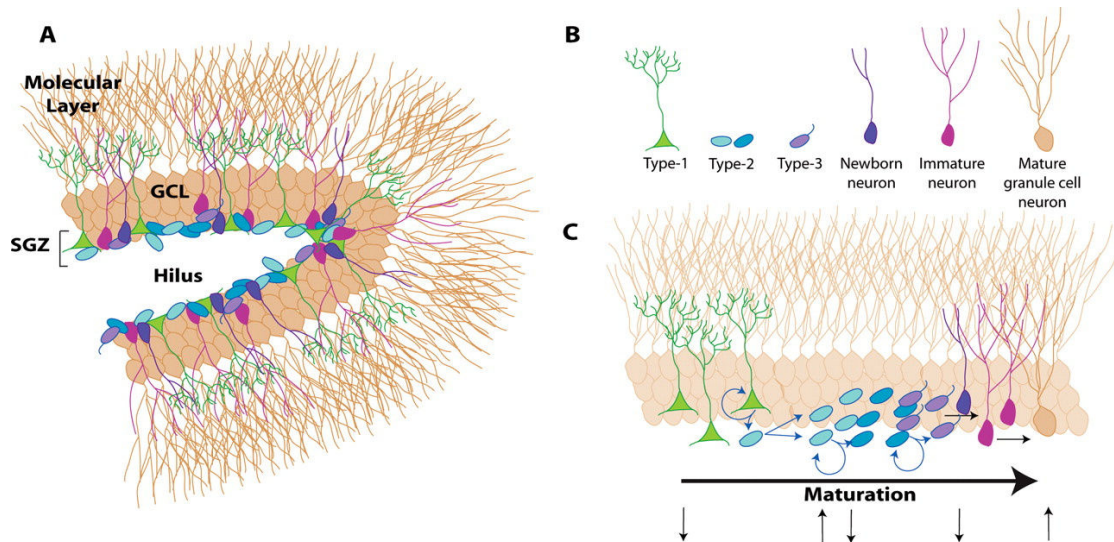 A
Molecular
Layer
GCL
SGZ
Hilus
B
Type-1
Type-2
Type-3
Newborn
neuron
Immature
neuron
Mature
granule cell
neuron
C
Maturation